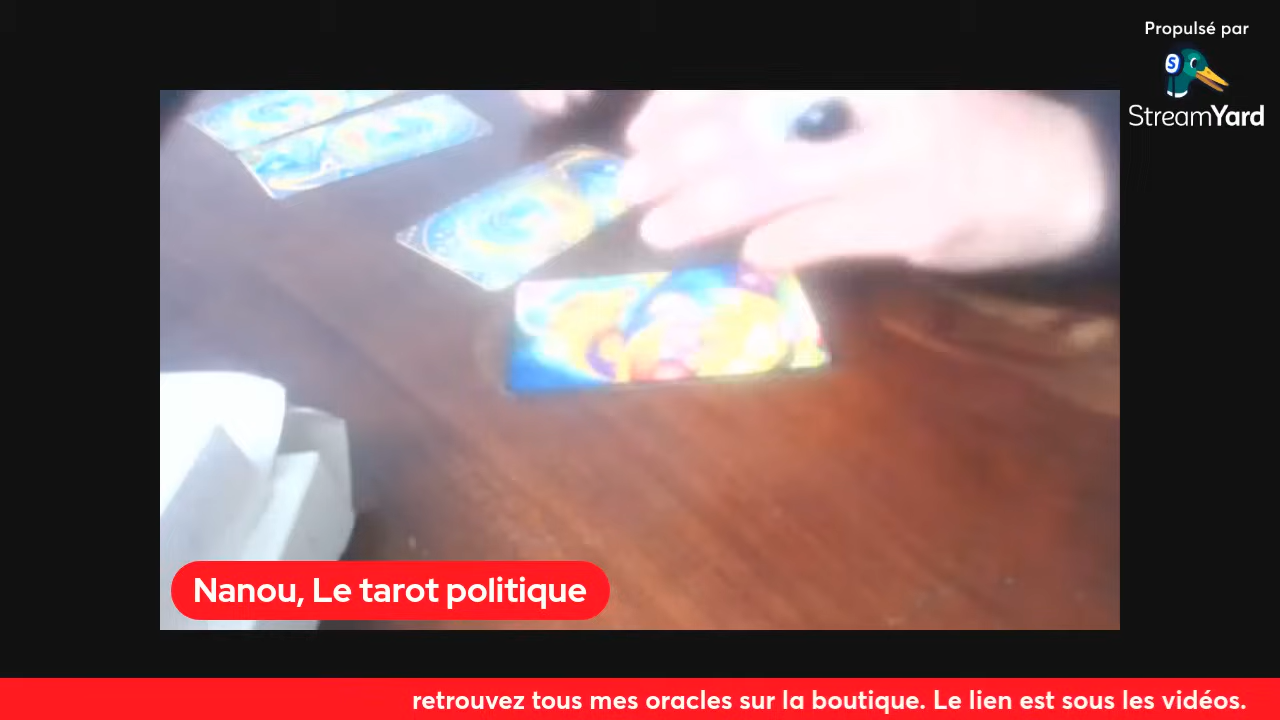 Propulsé par
StreamYard
Nanou, Le tarot politique
retrouvez tous mes oracles sur la boutique. Le lien est sous les vidéos.